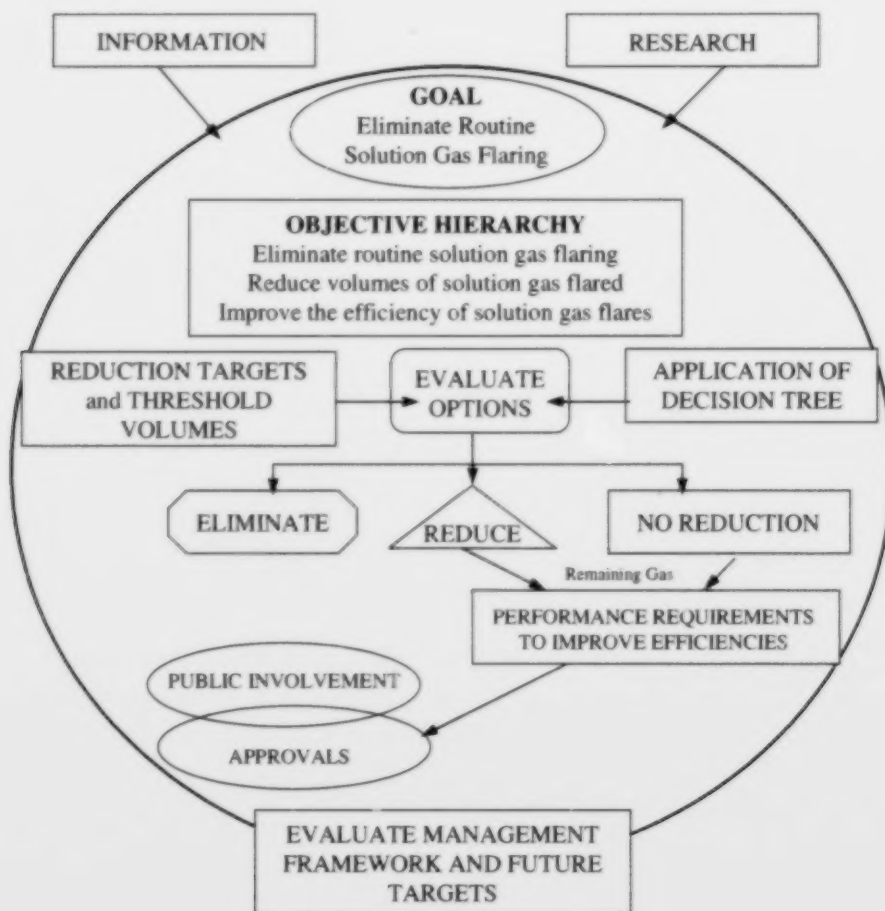 INFORMATION
RESEARCH
GOAL
Eliminate Routine
Solution Gas Flaring
OBJECTIVE HIERARCHY
Eliminate routine solution gas flaring
Reduce volumes of solution gas flared
Improve the efficiency of solution gas flares
REDUCTION TARGETS
and THRESHOLD
VOLUMES
EVALUATE
OPTIONS
APPLICATION OF
DECISION TREE
ELIMINATE
REDUCE
NO REDUCTION
Remaining Gas
PERFORMANCE REQUIREMENTS
TO IMPROVE EFFICIENCIES
PUBLIC INVOLVEMENT
APPROVALS
EVALUATE MANAGEMENT
FRAMEWORK AND FUTURE
TARGETS